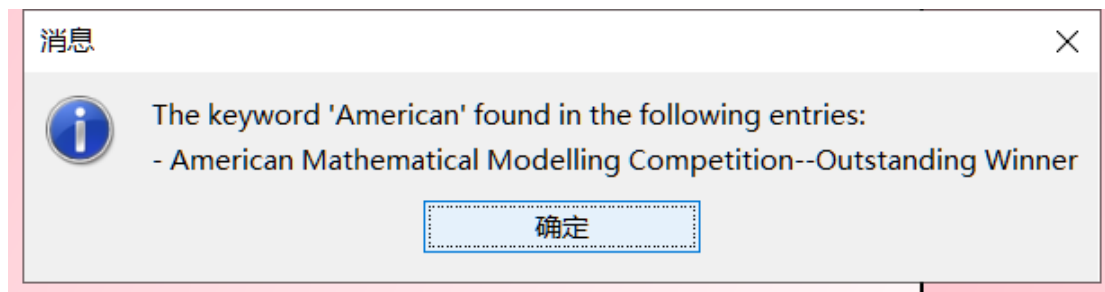 消息
The keyword 'American' found in the following entries:
- American Mathematical Modelling Competition--Outstanding Winner
确定